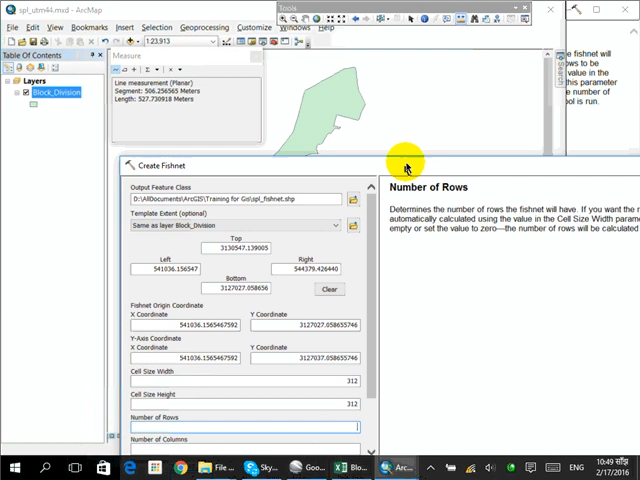 spl_utm44.mxd - ArcMap
File Edit View Bookmarks Insert Selection Geoprocessing Customize Windows Help
1:23,913
Tools
Table Of Contents
Layers
Block_Division
Measure
Line measurement (Planar)
Segment: 506.256565 Meters
Length: 527.730918 Meters
Search
he fishnet will
ows to be
value in the
this parameter
e number of
ol is run.
Create Fishnet
Output Feature Class
D:\AllDocuments\ArcGIS\Training for Gis\spl_fishnet.shp
Template Extent (optional)
Same as layer Block_Division
Top
3130547.139005
Left
Right
541036.156547
544379.426440
Bottom
3127027.058656
Clear
Fishnet Origin Coordinate
X Coordinate
Y Coordinate
541036.1565467592
3127027.058655746
Y-Axis Coordinate
X Coordinate
Y Coordinate
541036.1565467592
3127037.058655746
Cell Size Width
312
Cell Size Height
312
Number of Rows
Number of Columns
Number of Rows
Determines the number of rows the fishnet will have. If you want the n
automatically calculated using the value in the Cell Size Width parame
empty or set the value to zero—the number of rows will be calculated
File ...
Sky...
Goo...
Blo...
Arc...
ENG
10:49 साँझ
2/17/2016